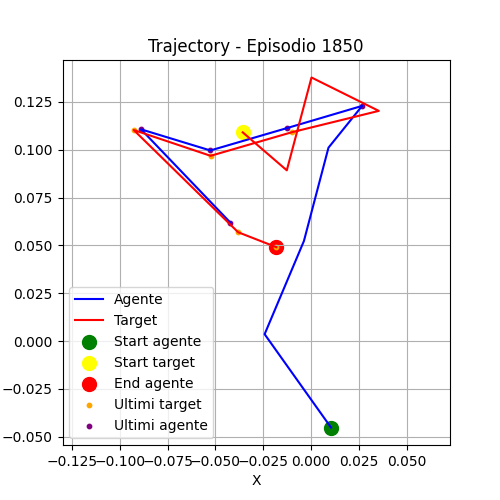 Trajectory - Episodio 1850
0.125
0.100
0.075
0.050
0.025
0.000
−0.025
−0.050
Agente
Target
Start agente
Start target
End agente
Ultimi target
Ultimi agente
−0.125 −0.100 −0.075 −0.050 −0.025 0.000 0.025 0.050
X